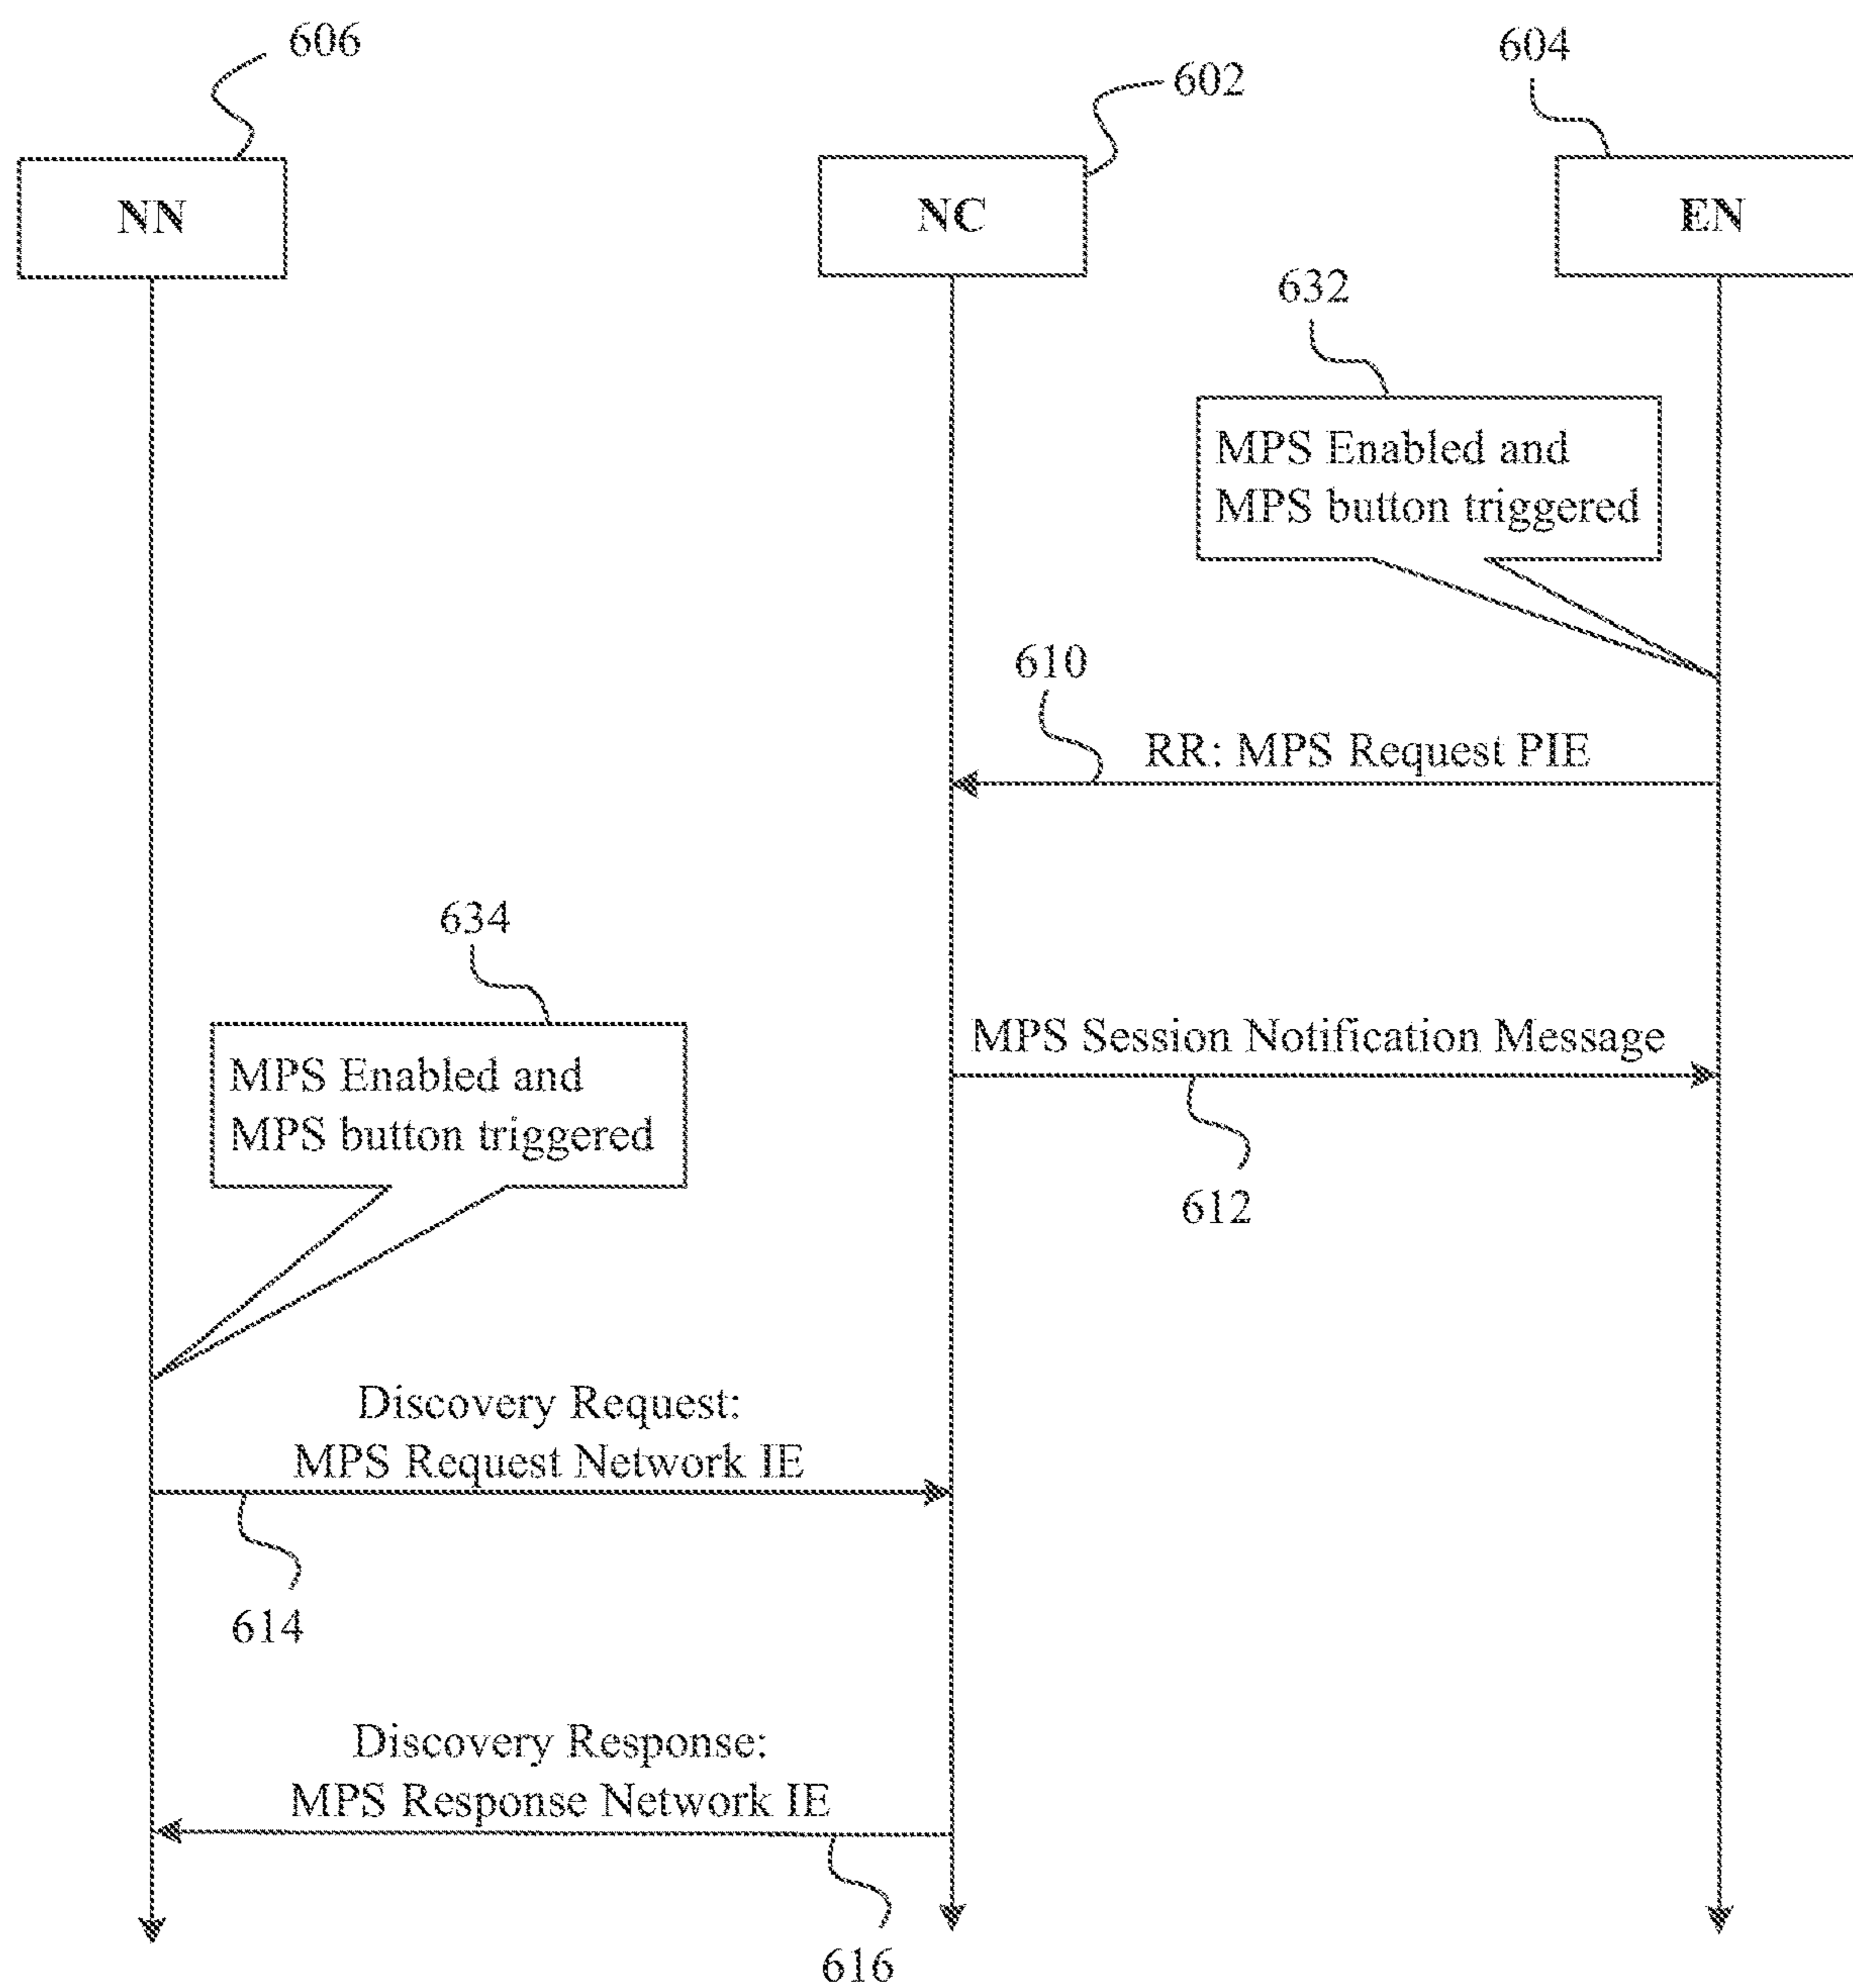 606
602
604
NN
NC
EN
632
MPS Enabled and
MPS button triggered
610
RR: MPS Request PIE
634
MPS Session Notification Message
MPS Enabled and
MPS button triggered
612
Discovery Request:
MPS Request Network IE
614
Discovery Response:
MPS Response Network IE
616